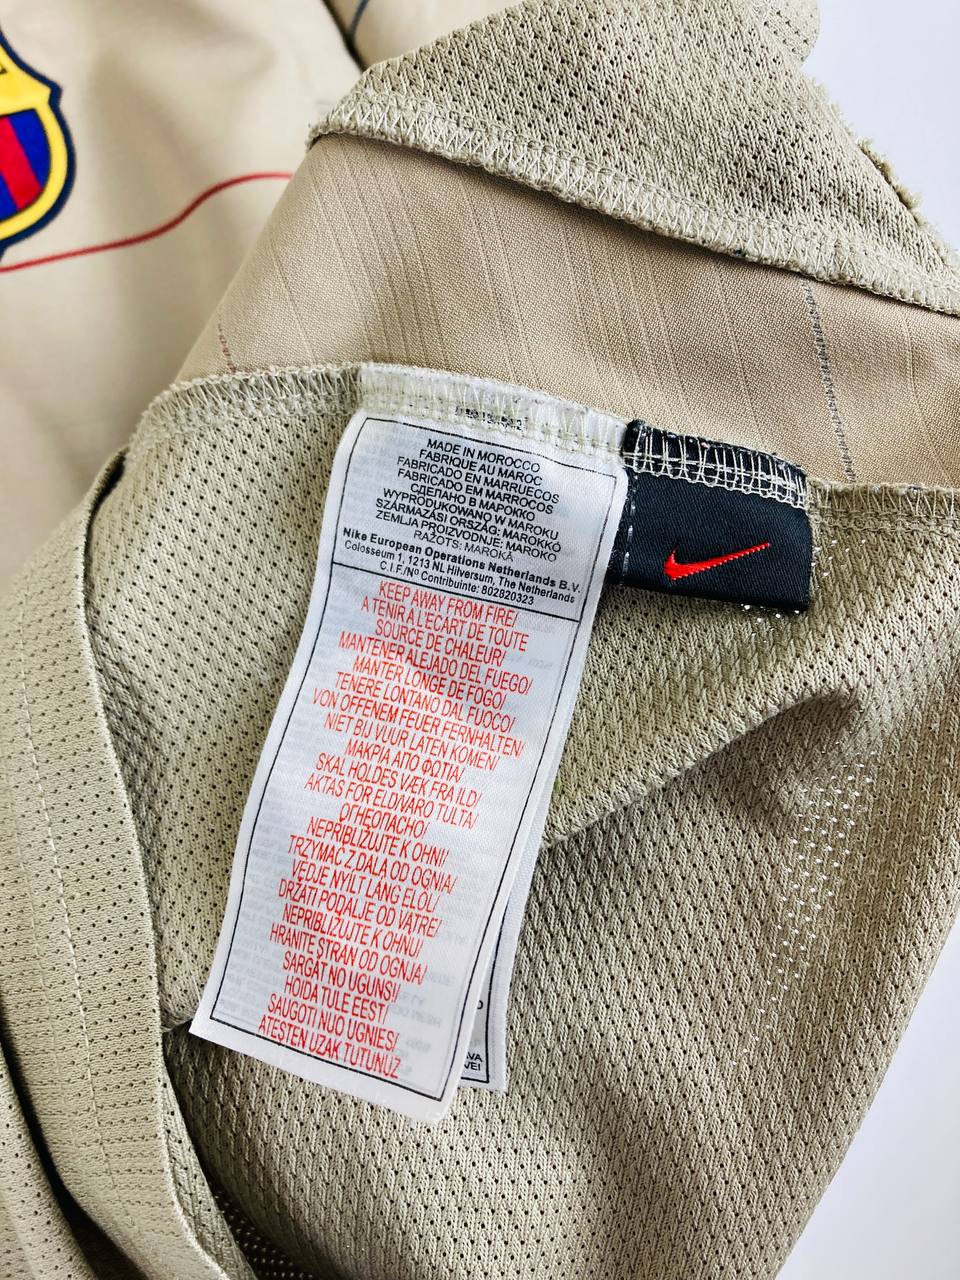 MADE IN MOROCCO
FABRIQUE AU MAROC
FABRICADO EN MARRUECOS
FABRICADO EM MARROCOS
СДЕЛАНО В МАРОККО
WYPRODUKOWANO W MAROKU
SZÁRMAZÁSI ORSZÁG: MAROKKÓ
ZEMLJA PROIZVODNJE: MAROKO
RAŽOTS: MAROKĀ
Nike European Operations Netherlands B.V.
Colosseum 1, 1213 NL Hilversum, The Netherlands
C.I.F./Nº Contribuinte: 802820323
KEEP AWAY FROM FIRE/
A TENIR A L'ECART DE TOUTE
SOURCE DE CHALEUR/
MANTENER ALEJADO DEL FUEGO/
MANTER LONGE DE FOGO/
TENERE LONTANO DAL FUOCO/
VON OFFENEM FEUER FERNHALTEN/
NIET BIJ VUUR LATEN KOMEN/
ΜΑΚΡΙΑ ΑΠΟ ΦΩΤΙΑ/
SKAL HOLDES VÆK FRA ILD/
AKTAS FOR ELD/VARO TULTA/
ОГНЕОПАСНО/
NEPRIBLIŽUJTE K OHNI/
TRZYMAĆ Z DALA OD OGNIA/
VÉDJE NYÍLT LÁNG ELŐL/
DRŽATI PODALJE OD VATRE/
NEPRIBLIŽUJTE K OHŇU/
HRANITE STRAN OD OGNJA/
SARGĀT NO UGUNS/
HOIDA TULE EEST/
SAUGOTI NUO UGNIES/
ATEŞTEN UZAK TUTUNUZ